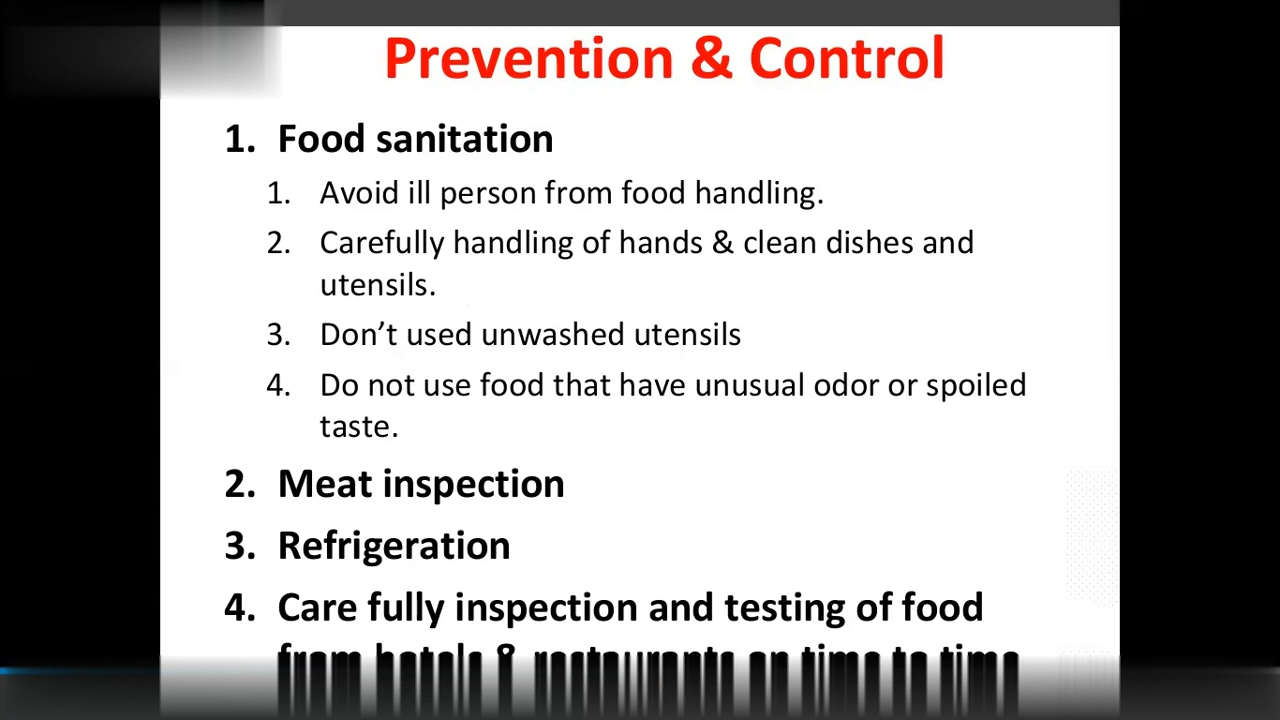 Prevention & Control
1. Food sanitation
1. Avoid ill person from food handling.
2. Carefully handling of hands & clean dishes and
utensils.
3. Don’t used unwashed utensils
4. Do not use food that have unusual odor or spoiled
taste.
2. Meat inspection
3. Refrigeration
4. Care fully inspection and testing of food
from hotels & restaurants on time to time